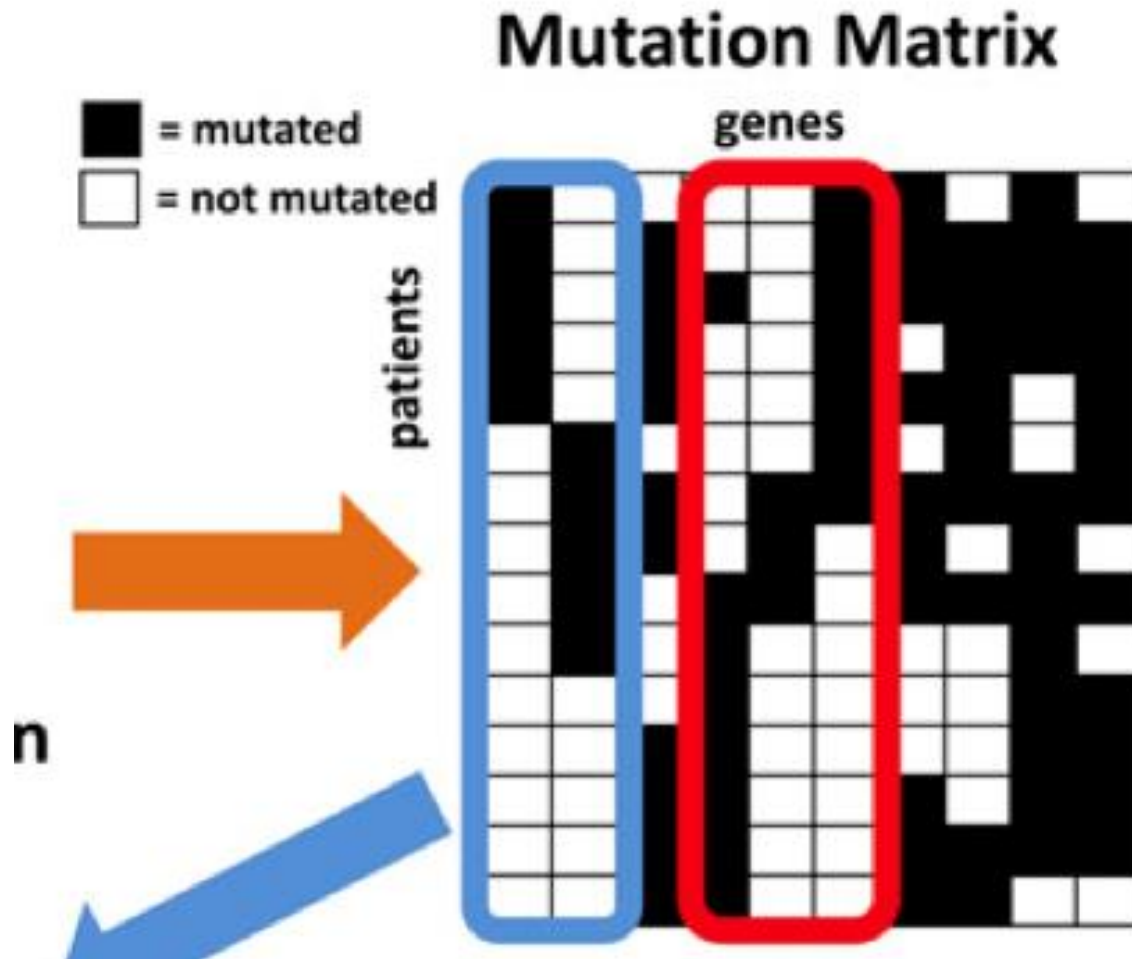 Mutation Matrix
genes
= mutated
= not mutated
patients
n